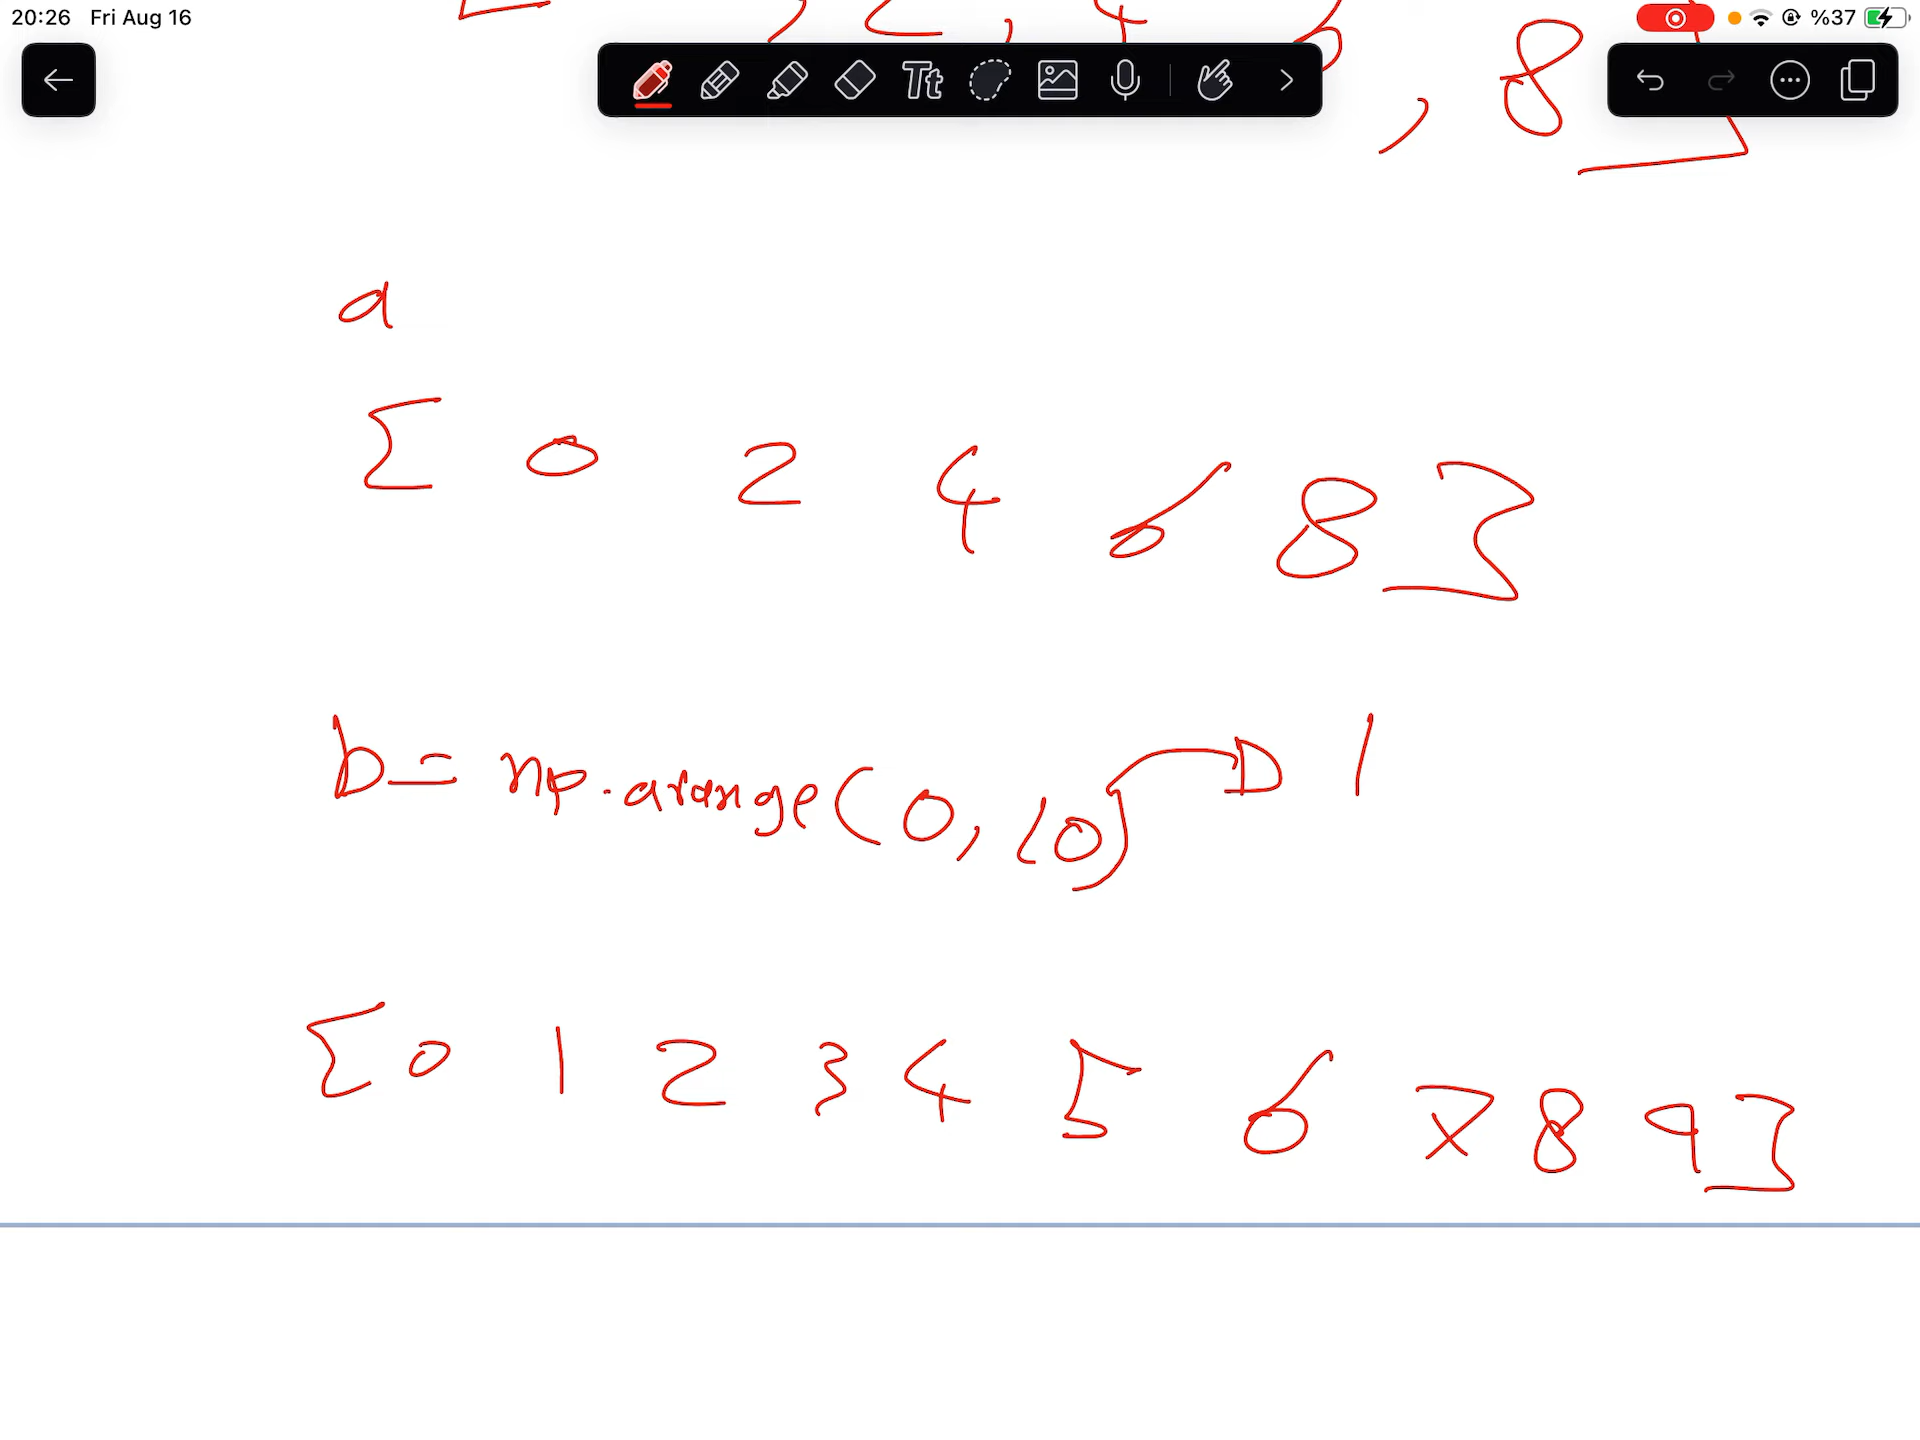 20:26 Fri Aug 16 %37
Tt
, 8]
a
[ 0 2 4 6 8 ]
b = np.arange(0, 10) → 1
[ 0 1 2 3 4 5 6 7 8 9 ]